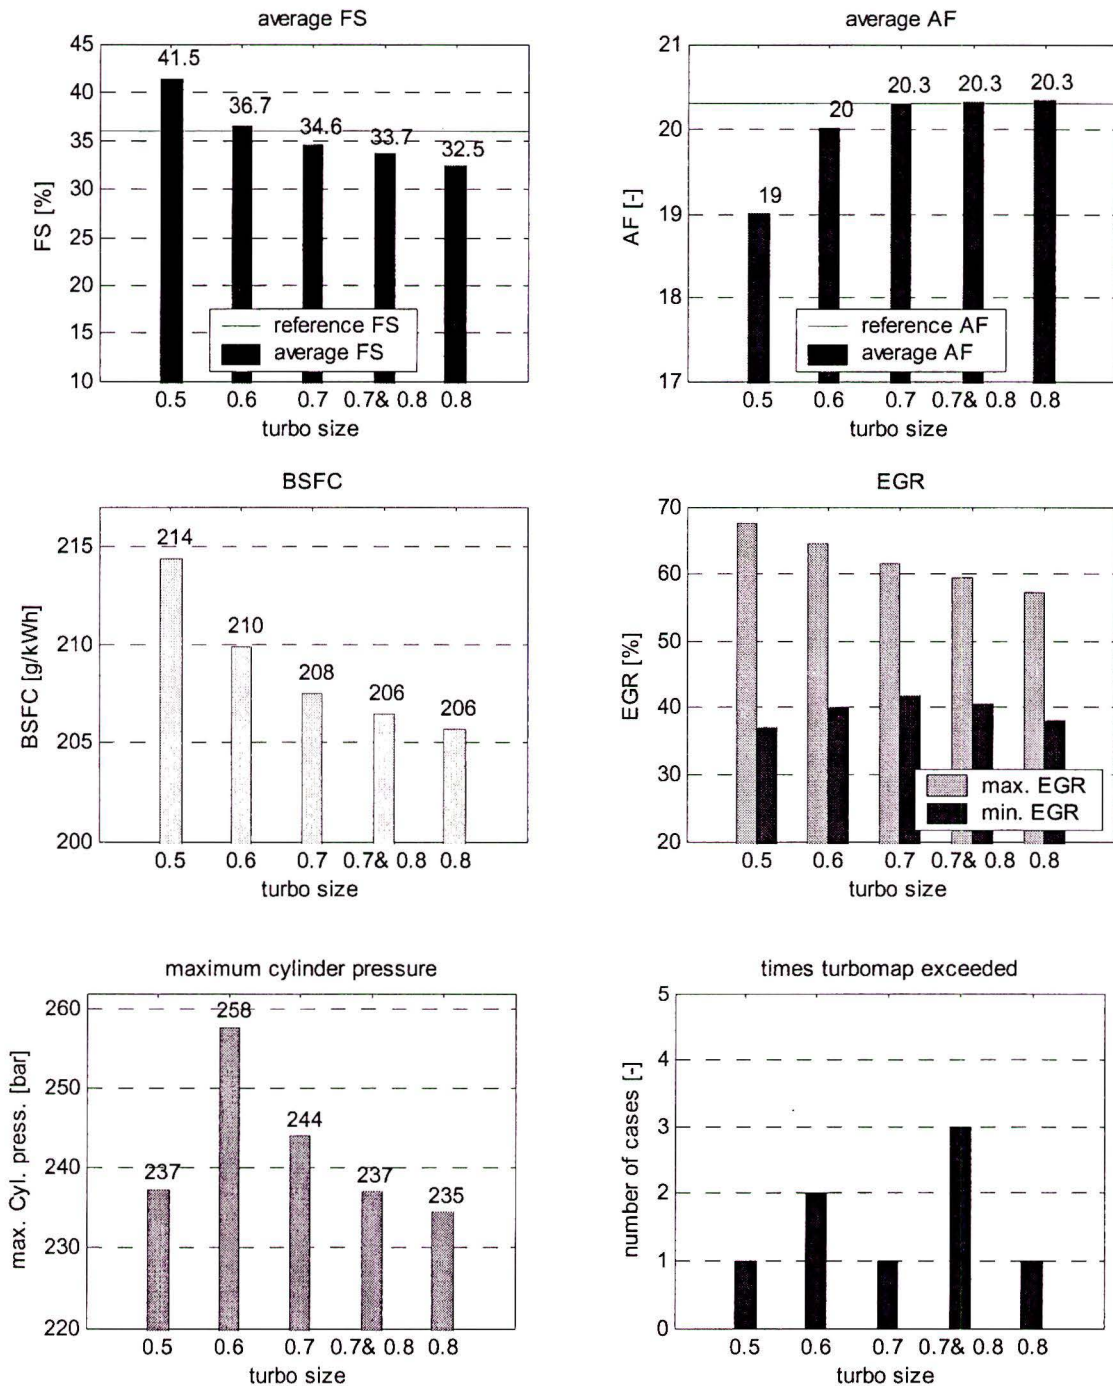 average FS
45
40
35
30
25
20
15
10
FS [%]
41.5
36.7
34.6
33.7
32.5
reference FS
average FS
0.5 0.6 0.7 0.7& 0.8 0.8
turbo size
average AF
21
20
19
18
17
AF [-]
19
20
20.3
20.3
20.3
reference AF
average AF
0.5 0.6 0.7 0.7& 0.8 0.8
turbo size
BSFC
215
210
205
200
BSFC [g/kWh]
214
210
208
206
206
0.5 0.6 0.7 0.7& 0.8 0.8
turbo size
EGR
70
60
50
40
30
20
EGR [%]
max. EGR
min. EGR
0.5 0.6 0.7 0.7& 0.8 0.8
turbo size
maximum cylinder pressure
260
250
240
230
220
max. Cyl. press. [bar]
237
258
244
237
235
0.5 0.6 0.7 0.7& 0.8 0.8
turbo size
times turbomap exceeded
5
4
3
2
1
0
number of cases [-]
0.5 0.6 0.7 0.7& 0.8 0.8
turbo size